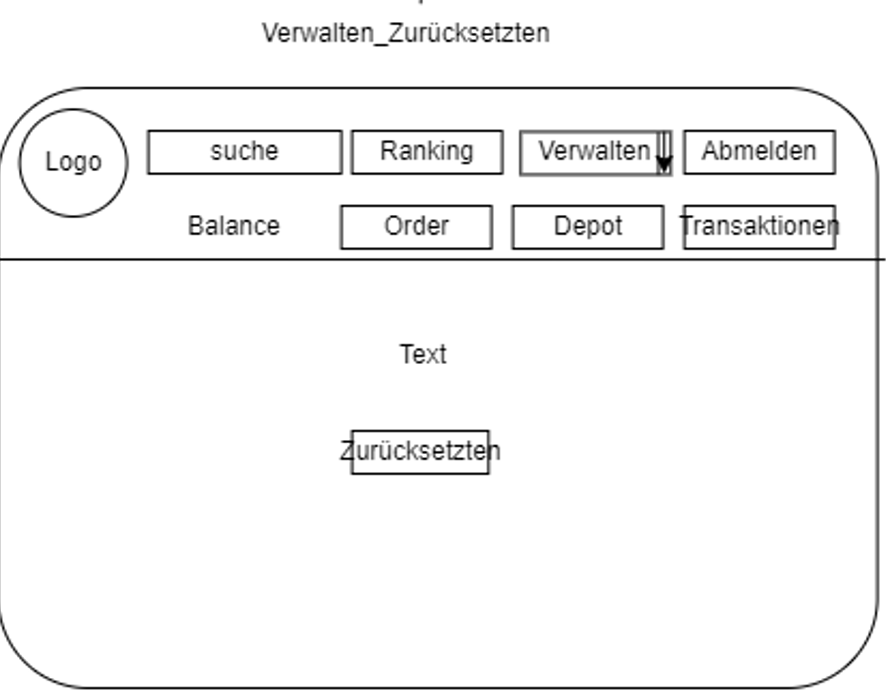 Verwalten_Zurücksetzten
Logo
suche
Ranking
Verwalten
Abmelden
Balance
Order
Depot
Transaktionen
Text
Zurücksetzten